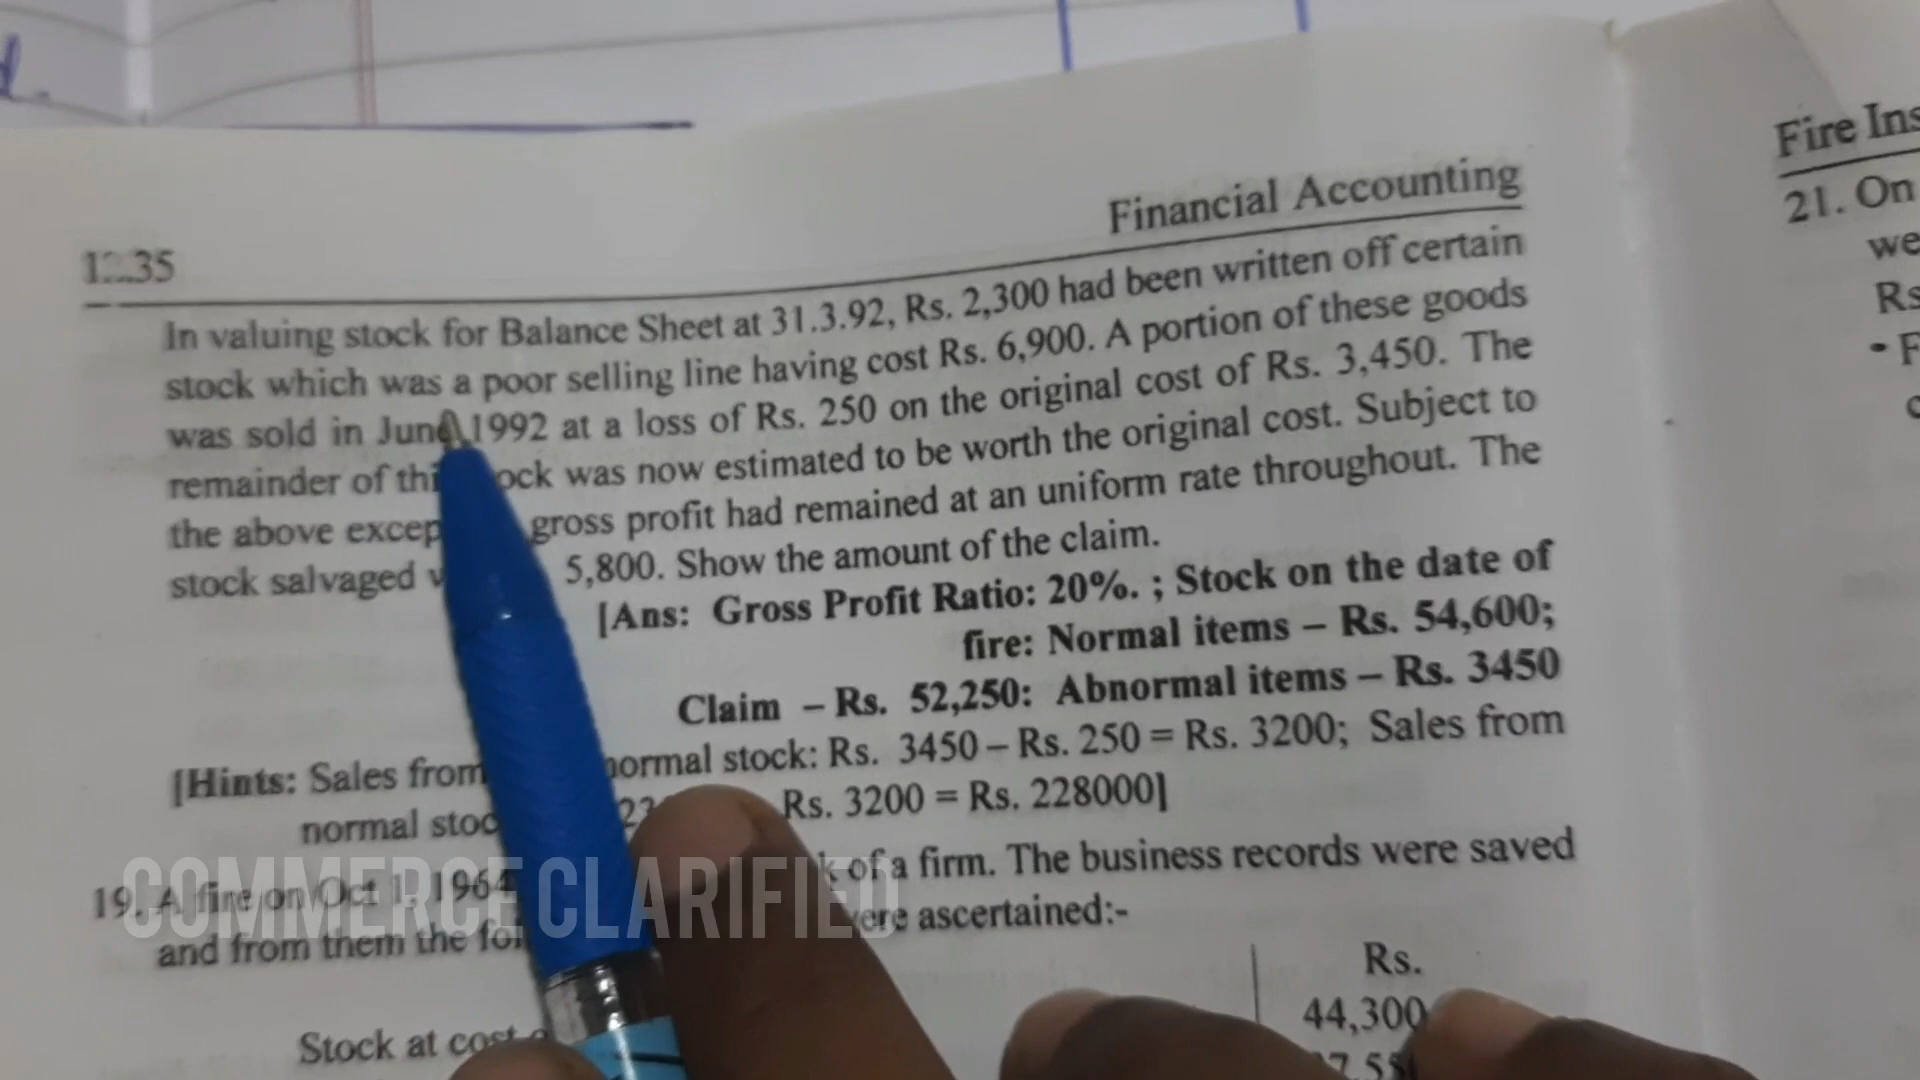 d.
Financial Accounting
12.35
In valuing stock for Balance Sheet at 31.3.92, Rs. 2,300 had been written off certain
stock which was a poor selling line having cost Rs. 6,900. A portion of these goods
was sold in June 1992 at a loss of Rs. 250 on the original cost of Rs. 3,450. The
remainder of thi ock was now estimated to be worth the original cost. Subject to
the above excep gross profit had remained at an uniform rate throughout. The
stock salvaged 5,800. Show the amount of the claim.
[Ans: Gross Profit Ratio: 20%. ; Stock on the date of
fire: Normal items – Rs. 54,600;
Claim – Rs. 52,250: Abnormal items – Rs. 3450
[Hints: Sales from normal stock: Rs. 3450 – Rs. 250 = Rs. 3200; Sales from
normal stoc Rs. 3200 = Rs. 228000]
19. A fire on Oct 1, 1964 k of a firm. The business records were saved
and from them the fol ere ascertained:-
Rs.
Stock at cost 44,300
COMMERCE CLARIFIED
Fire Ins
21. On
we
Rs
• F